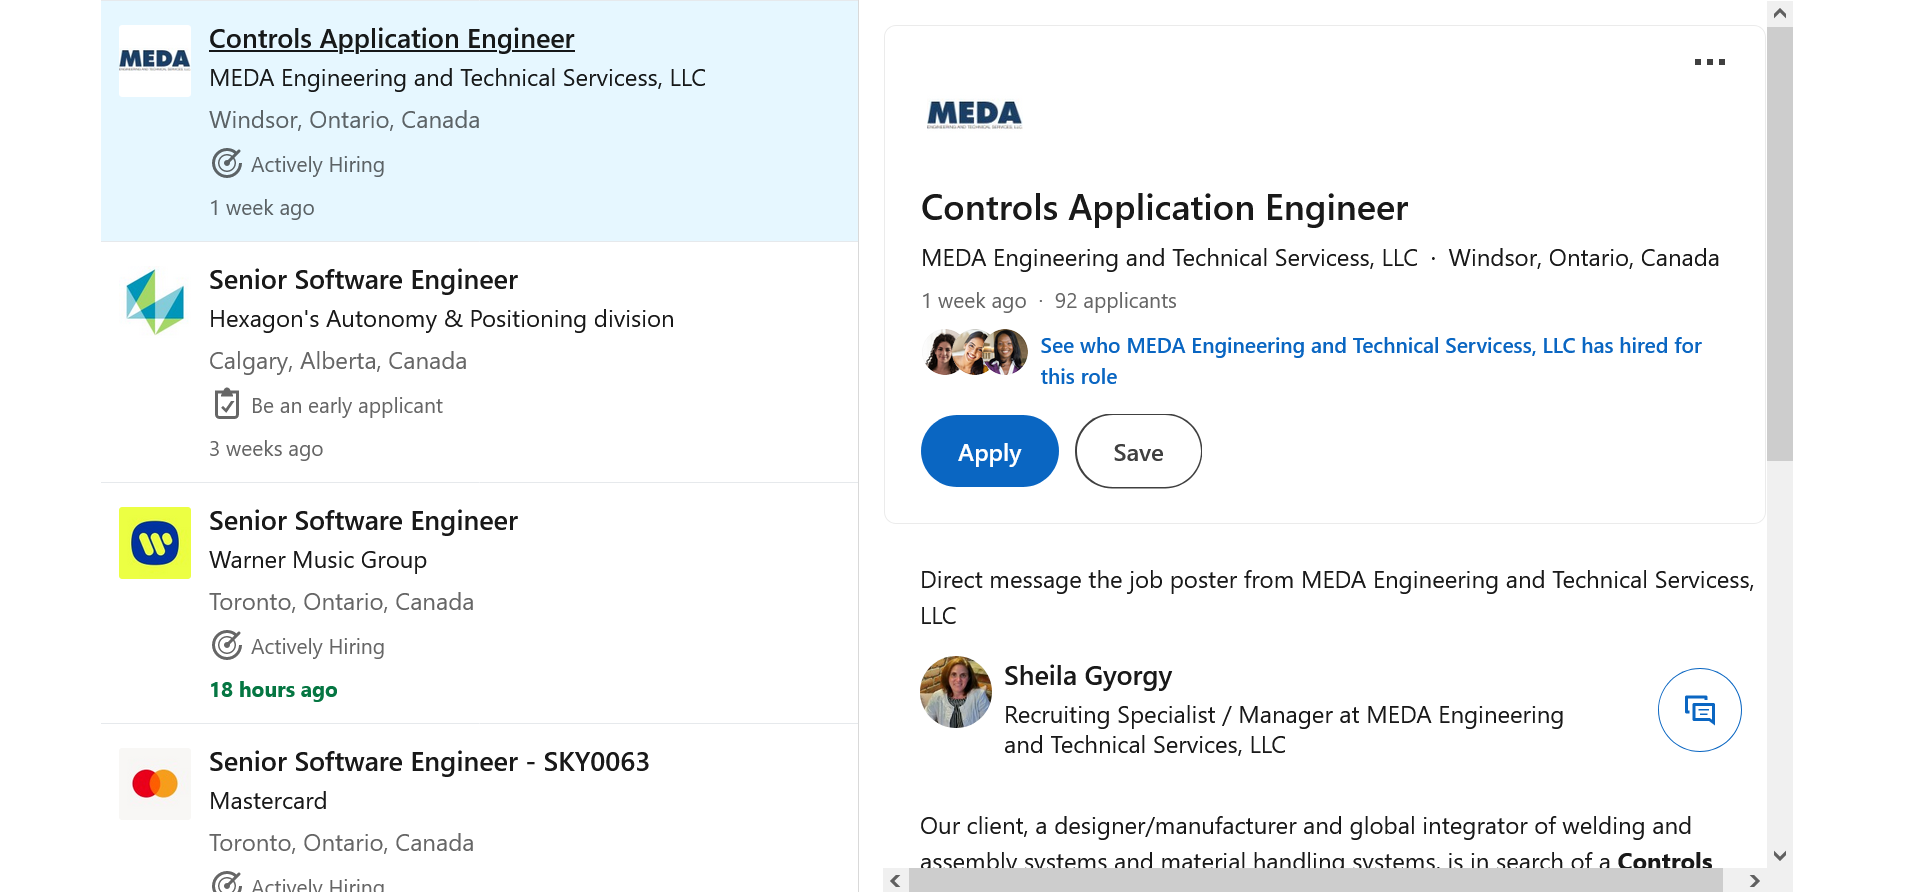 MEDA
Controls Application Engineer
MEDA Engineering and Technical Servicess, LLC
Windsor, Ontario, Canada
Actively Hiring
1 week ago
Senior Software Engineer
Hexagon's Autonomy & Positioning division
Calgary, Alberta, Canada
Be an early applicant
3 weeks ago
Senior Software Engineer
Warner Music Group
Toronto, Ontario, Canada
Actively Hiring
18 hours ago
Senior Software Engineer - SKY0063
Mastercard
Toronto, Ontario, Canada
Actively Hiring
MEDA
ENGINEERING AND TECHNICAL SERVICES, LLC
Controls Application Engineer
MEDA Engineering and Technical Servicess, LLC · Windsor, Ontario, Canada
1 week ago · 92 applicants
See who MEDA Engineering and Technical Servicess, LLC has hired for
this role
Apply
Save
Direct message the job poster from MEDA Engineering and Technical Servicess,
LLC
Sheila Gyorgy
Recruiting Specialist / Manager at MEDA Engineering
and Technical Services, LLC
Our client, a designer/manufacturer and global integrator of welding and
assembly systems and material handling systems, is in search of a Controls